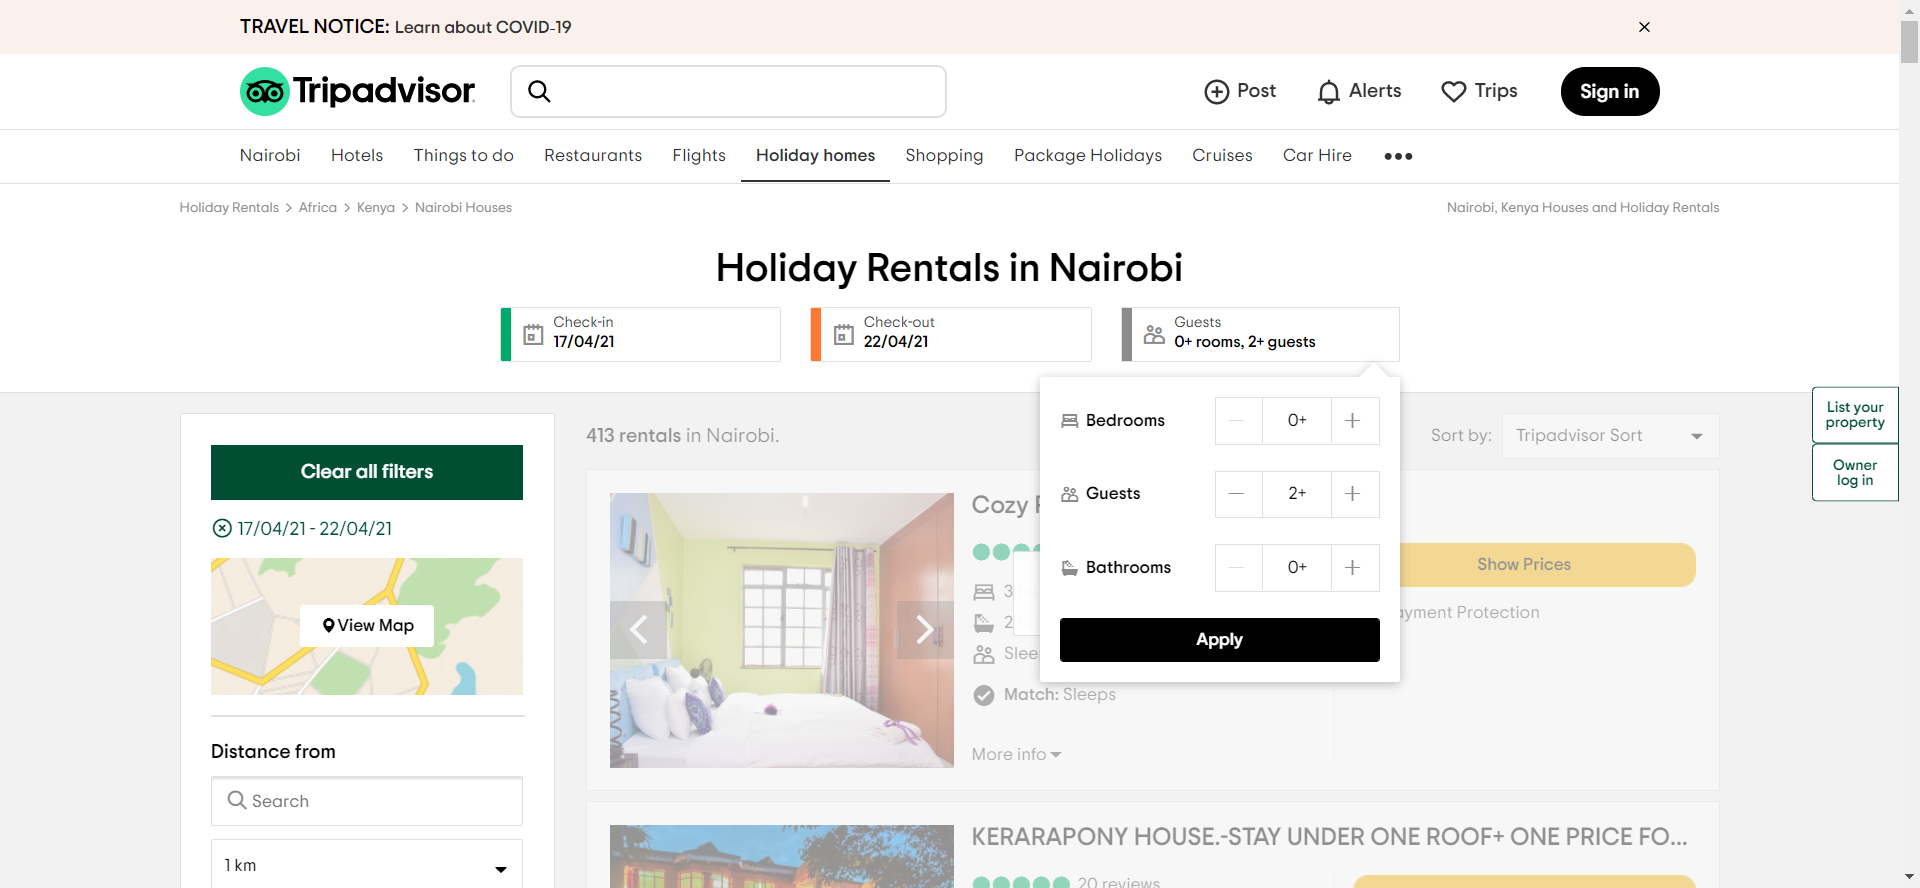 TRAVEL NOTICE: Learn about COVID-19
Tripadvisor
Post
Alerts
Trips
Sign in
Nairobi
Hotels
Things to do
Restaurants
Flights
Holiday homes
Shopping
Package Holidays
Cruises
Car Hire
Holiday Rentals > Africa > Kenya > Nairobi Houses
Nairobi, Kenya Houses and Holiday Rentals
Holiday Rentals in Nairobi
Check-in
17/04/21
Check-out
22/04/21
Guests
0+ rooms, 2+ guests
Bedrooms
0+
Guests
2+
Bathrooms
0+
Apply
List your
property
Owner
log in
Clear all filters
17/04/21 - 22/04/21
View Map
Distance from
Search
1 km
413 rentals in Nairobi.
Sort by:
Tripadvisor Sort
Cozy
3
2
Slee
Match: Sleeps
More info
Show Prices
ayment Protection
KERARAPONY HOUSE.-STAY UNDER ONE ROOF+ ONE PRICE FO...
20 reviews